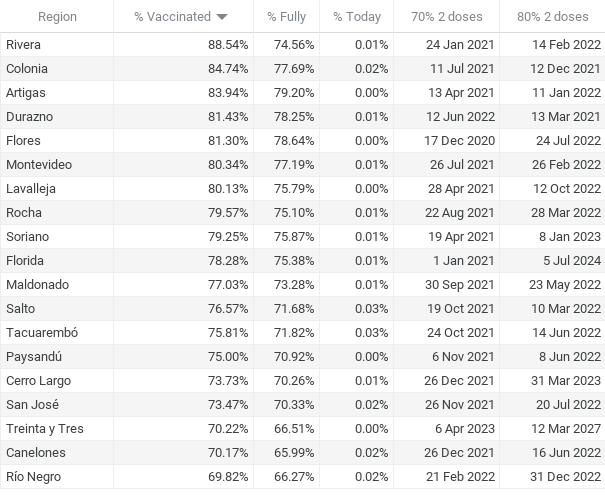 Region % Vaccinated % Fully % Today 70% 2 doses 80% 2 doses
Rivera 88.54% 74.56% 0.01% 24 Jan 2021 14 Feb 2022
Colonia 84.74% 77.69% 0.02% 11 Jul 2021 12 Dec 2021
Artigas 83.94% 79.20% 0.00% 13 Apr 2021 11 Jan 2022
Durazno 81.43% 78.25% 0.01% 12 Jun 2022 13 Mar 2021
Flores 81.30% 78.64% 0.00% 17 Dec 2020 24 Jul 2022
Montevideo 80.34% 77.19% 0.01% 26 Jul 2021 26 Feb 2022
Lavalleja 80.13% 75.79% 0.00% 28 Apr 2021 12 Oct 2022
Rocha 79.57% 75.10% 0.01% 22 Aug 2021 28 Mar 2022
Soriano 79.25% 75.87% 0.01% 19 Apr 2021 8 Jan 2023
Florida 78.28% 75.38% 0.01% 1 Jan 2021 5 Jul 2024
Maldonado 77.03% 73.28% 0.01% 30 Sep 2021 23 May 2022
Salto 76.57% 71.68% 0.03% 19 Oct 2021 10 Mar 2022
Tacuarembó 75.81% 71.82% 0.03% 24 Oct 2021 14 Jun 2022
Paysandú 75.00% 70.92% 0.00% 6 Nov 2021 8 Jun 2022
Cerro Largo 73.73% 70.26% 0.01% 26 Dec 2021 31 Mar 2023
San José 73.47% 70.33% 0.02% 26 Nov 2021 20 Jul 2022
Treinta y Tres 70.22% 66.51% 0.00% 6 Apr 2023 12 Mar 2027
Canelones 70.17% 65.99% 0.02% 26 Dec 2021 16 Jun 2022
Río Negro 69.82% 66.27% 0.02% 21 Feb 2022 31 Dec 2022